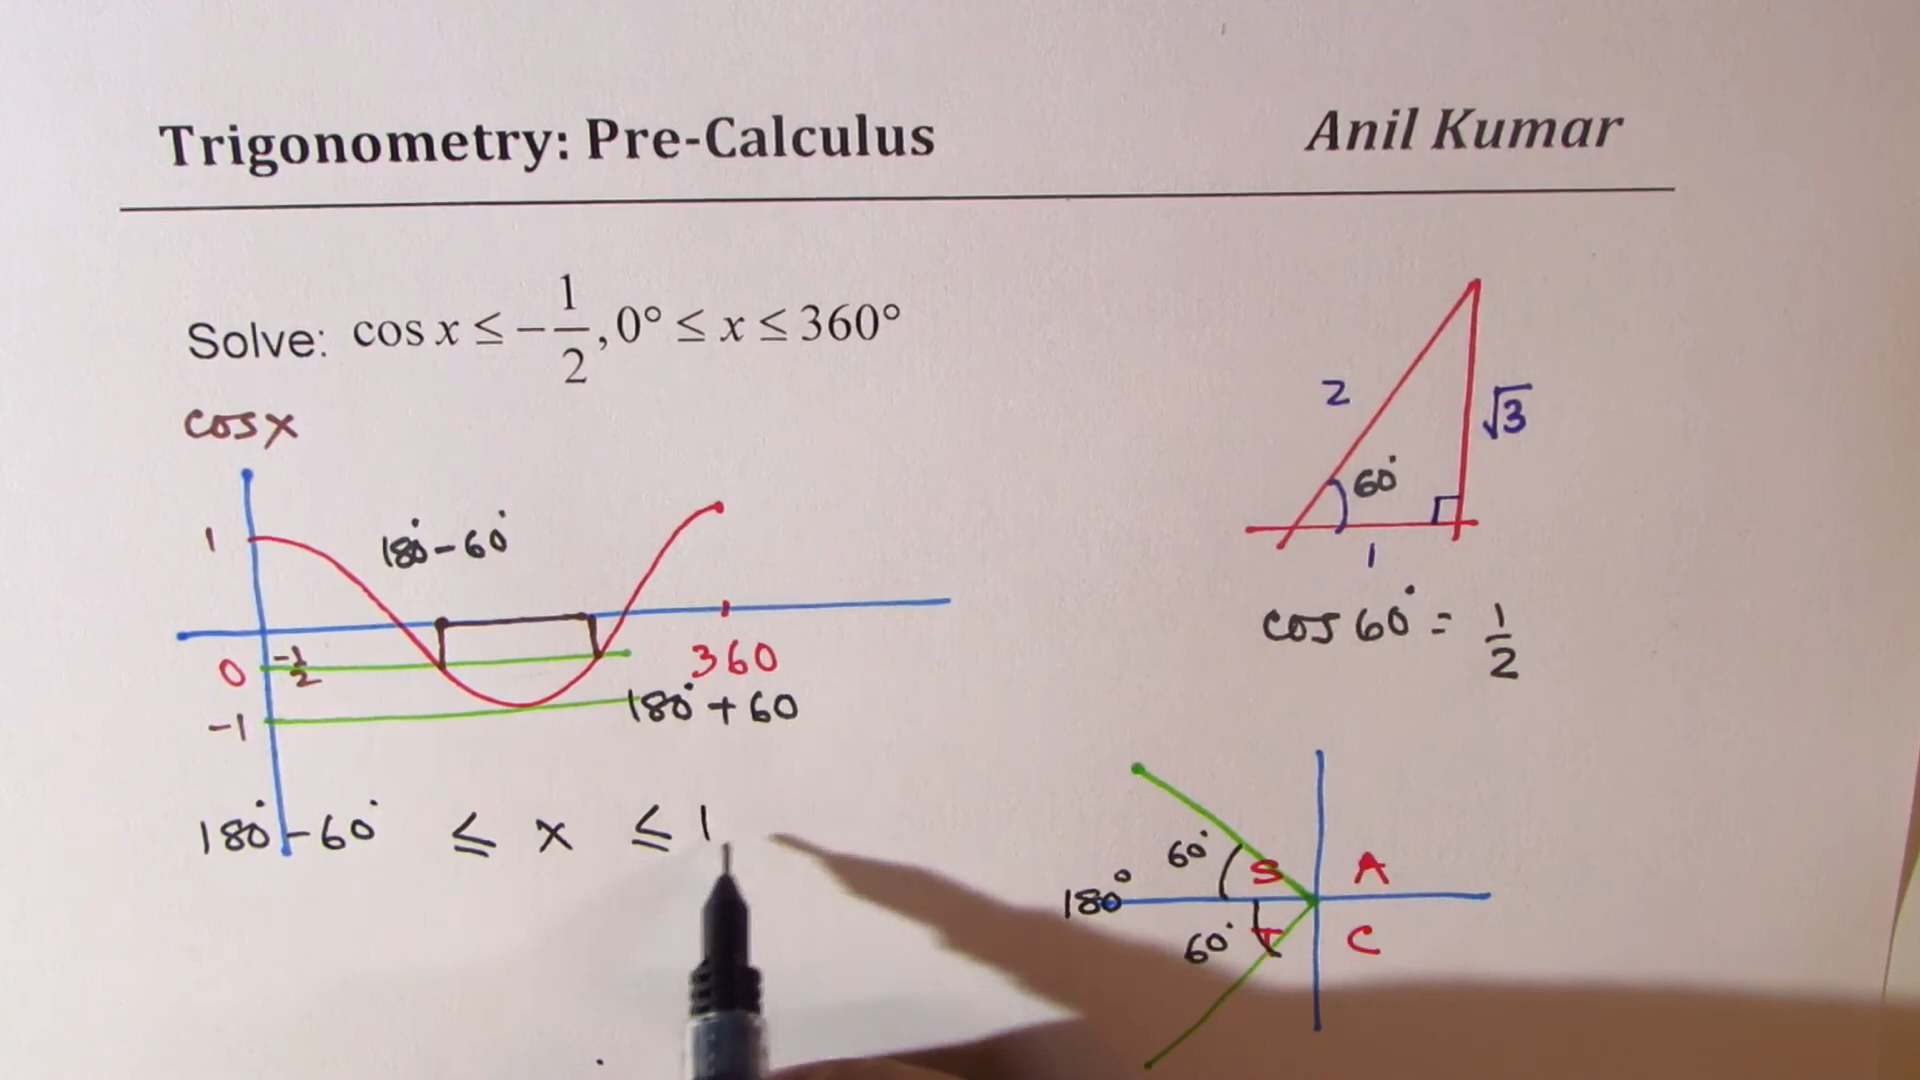 Trigonometry: Pre-Calculus
Anil Kumar
Solve: cos x ≤ -1/2, 0° ≤ x ≤ 360°
cos x
1
180° - 60°
0
-1/2
360
-1
180° + 60
180° - 60° ≤ x ≤ 1
2
√3
60°
1
cos 60° = 1/2
60°
S
A
180°
60°
T
C